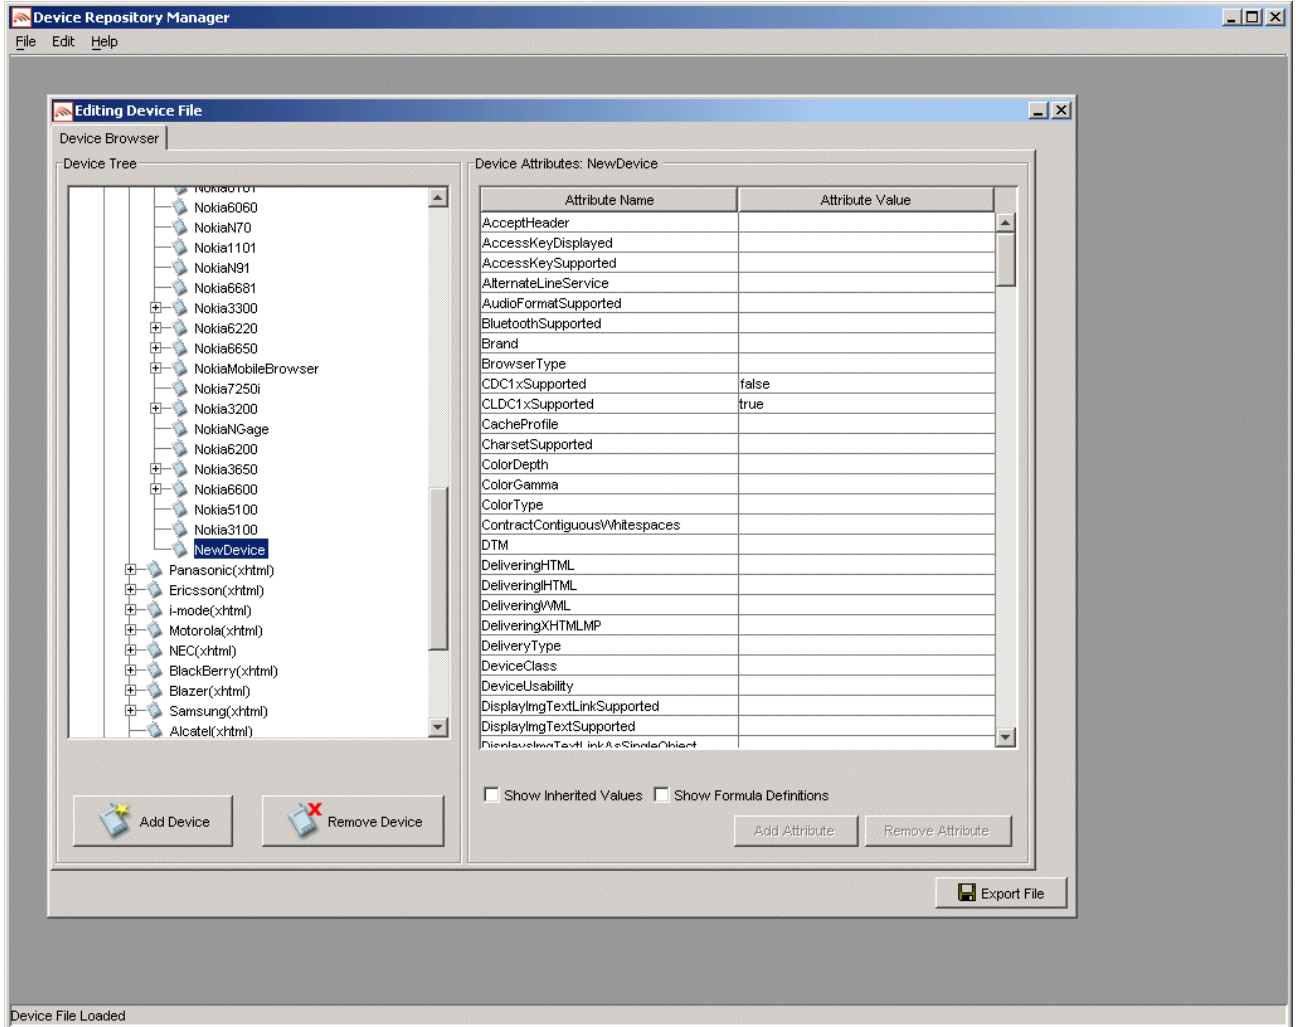 Device Repository Manager
File Edit Help
Editing Device File
Device Browser
Device Tree
Nokia6101
Nokia6060
NokiaN70
Nokia1101
NokiaN91
Nokia6681
Nokia3300
Nokia6220
Nokia6650
NokiaMobileBrowser
Nokia7250i
Nokia3200
NokiaNGage
Nokia6200
Nokia3650
Nokia6600
Nokia5100
Nokia3100
NewDevice
Panasonic(xhtml)
Ericsson(xhtml)
i-mode(xhtml)
Motorola(xhtml)
NEC(xhtml)
BlackBerry(xhtml)
Blazer(xhtml)
Samsung(xhtml)
Alcatel(xhtml)
Add Device
Remove Device
Device Attributes: NewDevice
Attribute Name Attribute Value
AcceptHeader
AccessKeyDisplayed
AccessKeySupported
AlternateLineService
AudioFormatSupported
BluetoothSupported
Brand
BrowserType
CDC1xSupported false
CLDC1xSupported true
CacheProfile
CharsetSupported
ColorDepth
ColorGamma
ColorType
ContractContiguousWhitespaces
DTM
DeliveringHTML
DeliveringIHTML
DeliveringWML
DeliveringXHTMLMP
DeliveryType
DeviceClass
DeviceUsability
DisplayImgTextLinkSupported
DisplayImgTextSupported
DisplaysImgTextLinkAsSingleObject
Show Inherited Values Show Formula Definitions
Add Attribute Remove Attribute
Export File
Device File Loaded